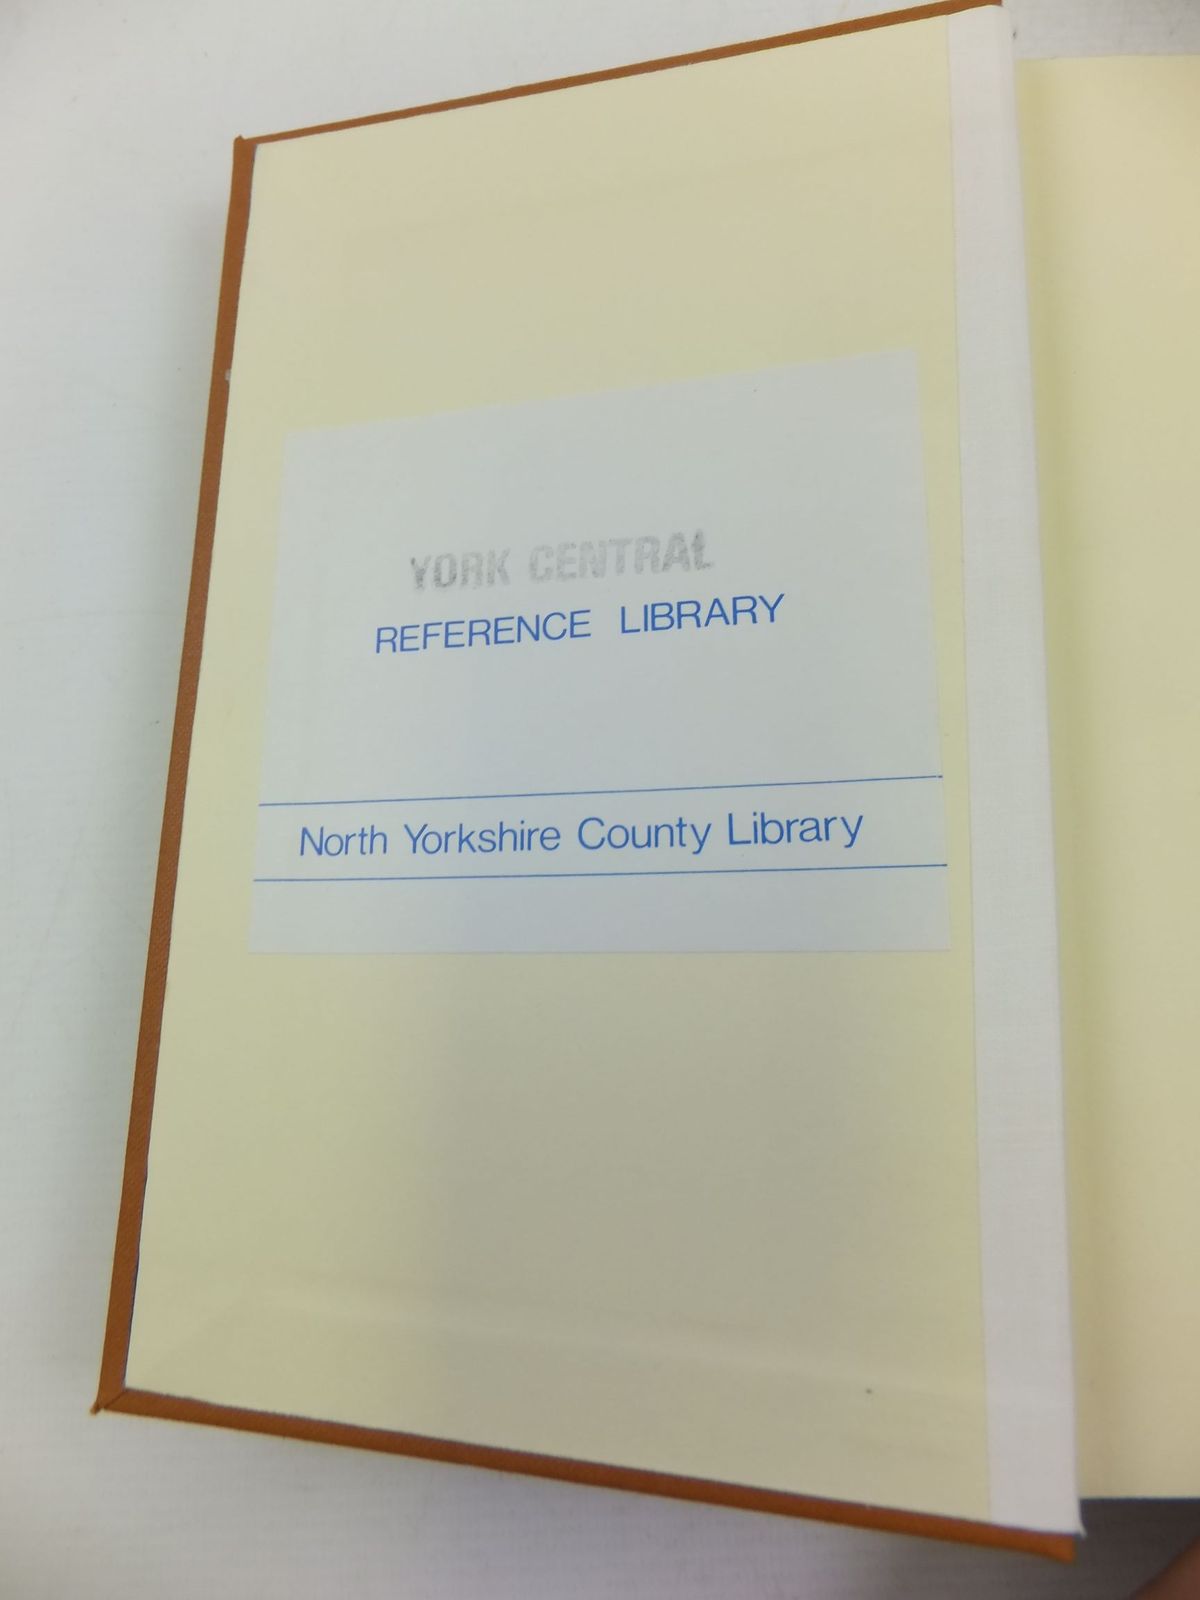 YORK CENTRAL
REFERENCE LIBRARY
North Yorkshire County Library